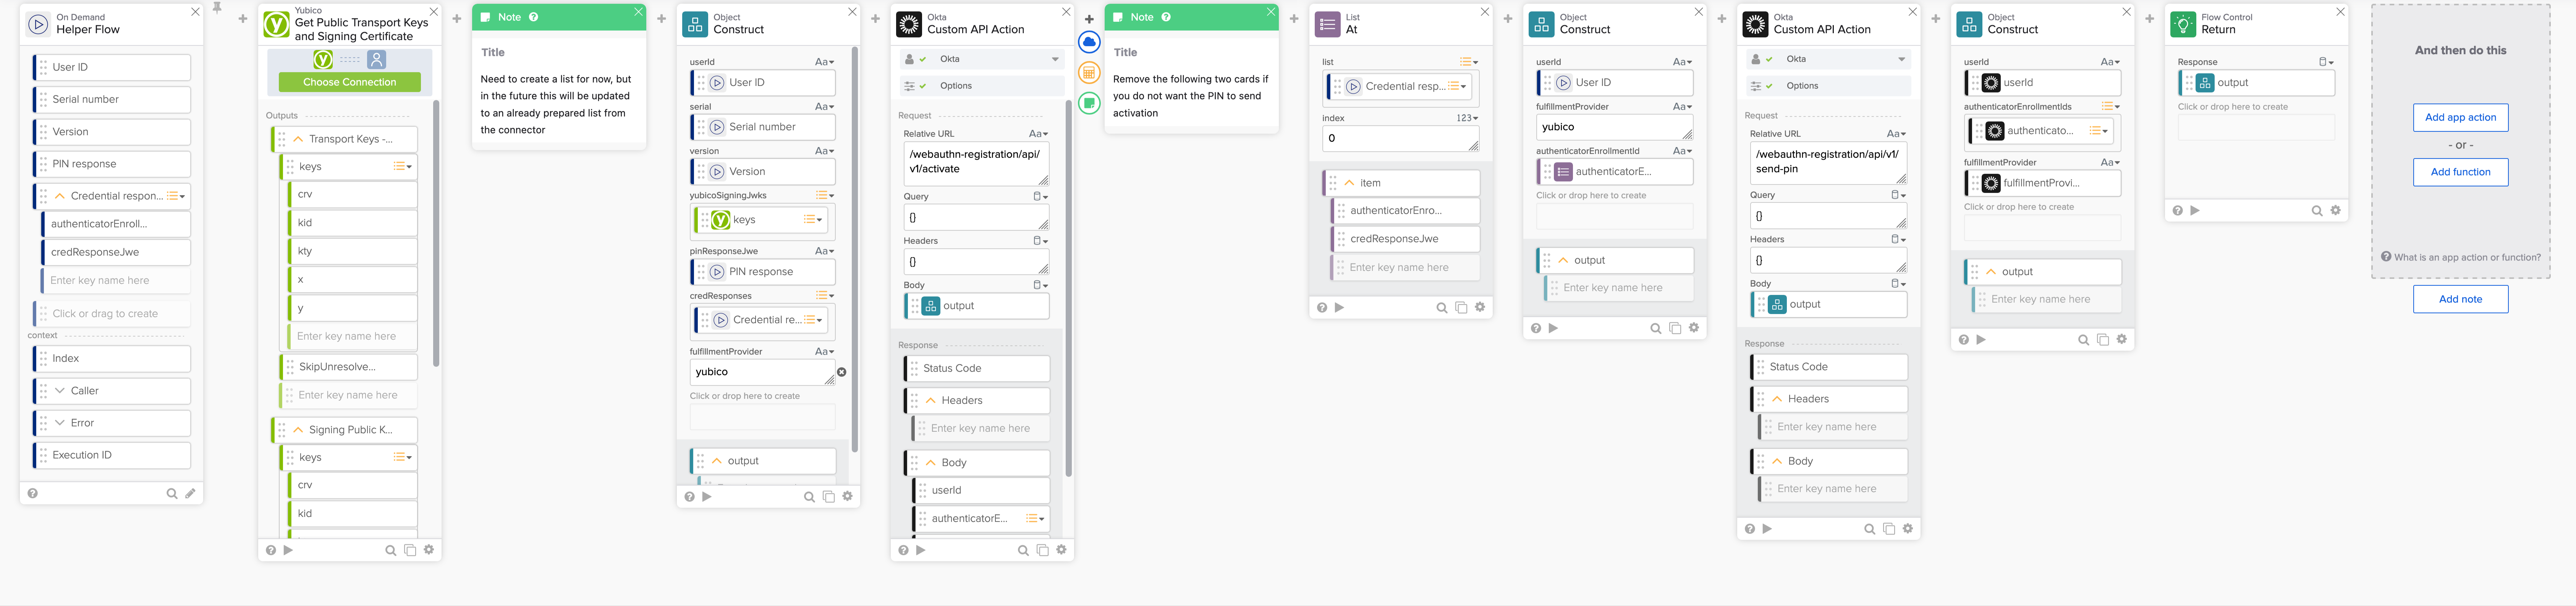 On Demand
Helper Flow
User ID
Serial number
Version
PIN response
Credential respon...
authenticatorEnroll...
credResponseJwe
Enter key name here
Click or drag to create
context
Index
Caller
Error
Execution ID
Yubico
Get Public Transport Keys
and Signing Certificate
Choose Connection
Outputs
Transport Keys -...
keys
crv
kid
kty
x
y
Enter key name here
SkipUnresolve...
Enter key name here
Signing Public K...
keys
crv
kid
Note
Title
Need to create a list for now, but
in the future this will be updated
to an already prepared list from
the connector
Object
Construct
userId Aa
User ID
serial Aa
Serial number
version Aa
Version
yubicoSigningJwks
keys
pinResponseJwe Aa
PIN response
credResponses
Credential re...
fulfillmentProvider Aa
yubico
Click or drop here to create
output
Okta
Custom API Action
Okta
Options
Request
Relative URL Aa
/webauthn-registration/api/
v1/activate
Query
{}
Headers
{}
Body
output
Response
Status Code
Headers
Enter key name here
Body
userId
authenticatorE...
Note
Title
Remove the following two cards if
you do not want the PIN to send
activation
List
At
list
Credential resp...
index 123
0
item
authenticatorEnro...
credResponseJwe
Enter key name here
Object
Construct
userId Aa
User ID
fulfillmentProvider Aa
yubico
authenticatorEnrollmentId Aa
authenticatorE...
Click or drop here to create
output
Enter key name here
Okta
Custom API Action
Okta
Options
Request
Relative URL Aa
/webauthn-registration/api/v1/
send-pin
Query
{}
Headers
{}
Body
output
Response
Status Code
Headers
Enter key name here
Body
Enter key name here
Object
Construct
userId Aa
userId
authenticatorEnrollmentIds
authenticato...
fulfillmentProvider Aa
fulfillmentProvi...
Click or drop here to create
output
Enter key name here
Flow Control
Return
Response
output
Click or drop here to create
And then do this
Add app action
- or -
Add function
What is an app action or function?
Add note